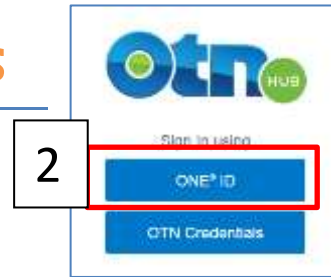 s
otn
HUB
Sign in using
2
ONE® ID
OTN Credentials